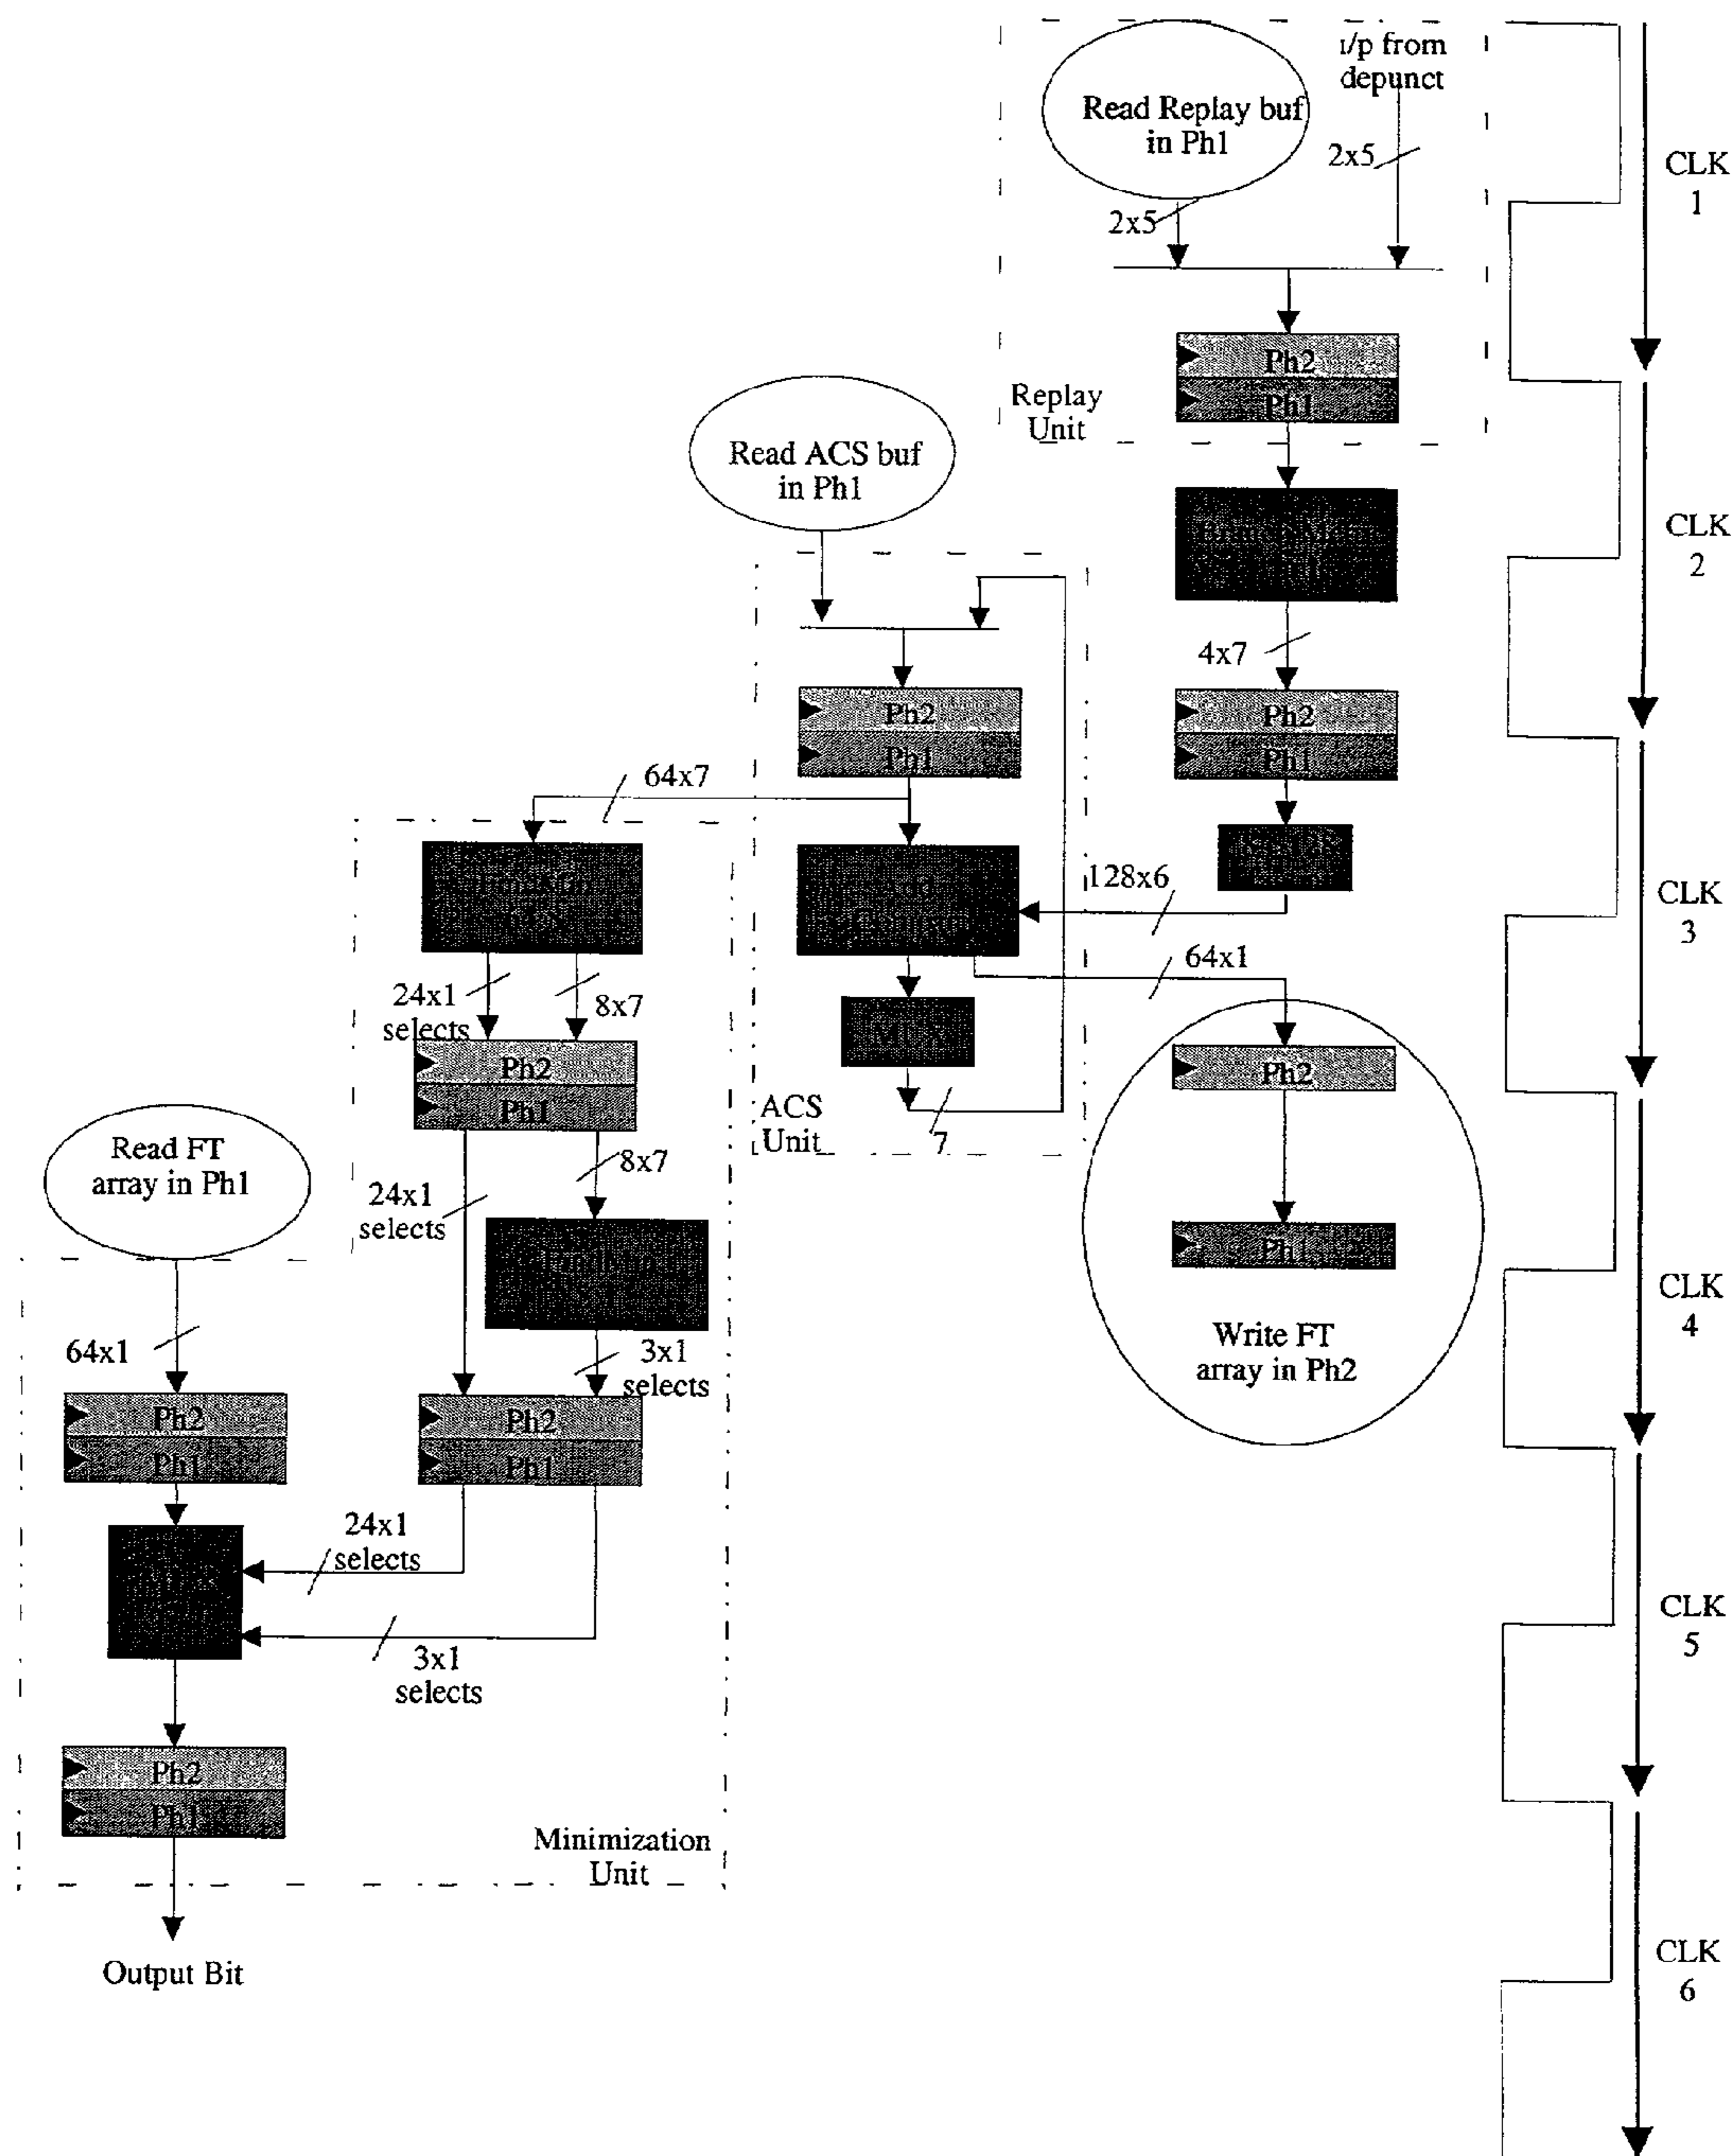 i/p from
depunct
Read Replay buf
in Ph1
2x5
2x5
CLK
1
Ph2
Ph1
Replay
Unit
Read ACS buf
in Ph1
CLK
2
4x7
Ph2
Ph1
Ph2
Ph1
64x7
128x6
CLK
3
64x1
24x1
selects
8x7
Ph2
Ph1
MUX
7
ACS
Unit
Ph2
Ph1
Write FT
array in Ph2
CLK
4
Read FT
array in Ph1
8x7
24x1
selects
3x1
selects
64x1
Ph2
Ph1
Ph2
Ph1
24x1
selects
3x1
selects
CLK
5
Ph2
Ph1
Minimization
Unit
Output Bit
CLK
6